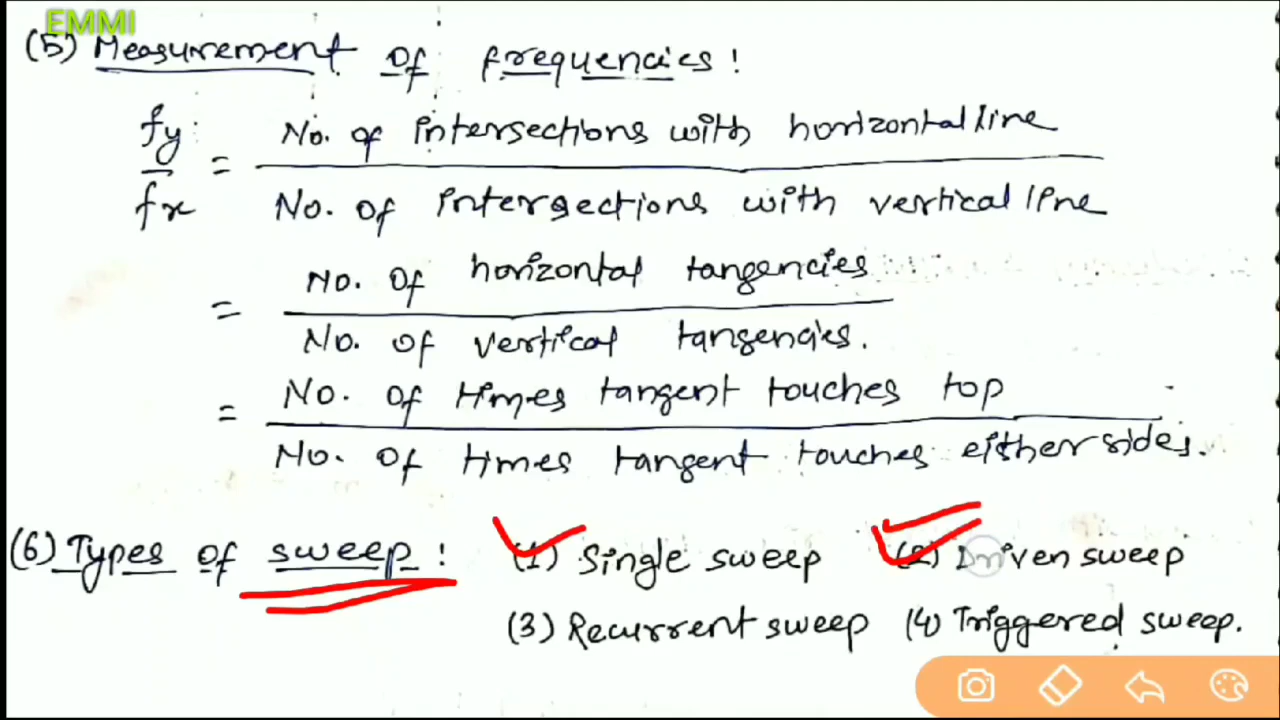 EMMI
(5) Measurement of frequencies!
fy / fx = No. of intersections with horizontal line / No. of intersections with vertical line
= No. of horizontal tangencies / No. of vertical tangencies.
= No. of times tangent touches top / No. of times tangent touches either sides.
(6) Types of sweep: (1) Single sweep (2) Driven sweep
(3) Recurrent sweep (4) Triggered sweep.